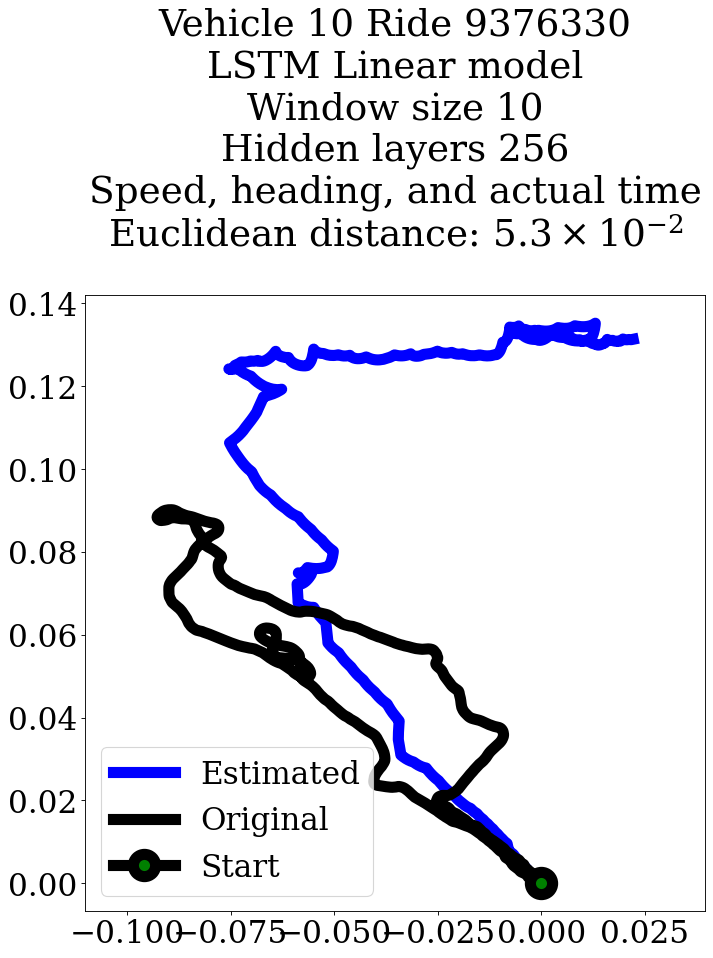 Vehicle 10 Ride 9376330
LSTM Linear model
Window size 10
Hidden layers 256
Speed, heading, and actual time
Euclidean distance: 5.3 × 10⁻²
0.14
0.12
0.10
0.08
0.06
0.04
0.02
0.00
Estimated
Original
Start
−0.100 −0.075 −0.050 −0.025 0.000 0.025